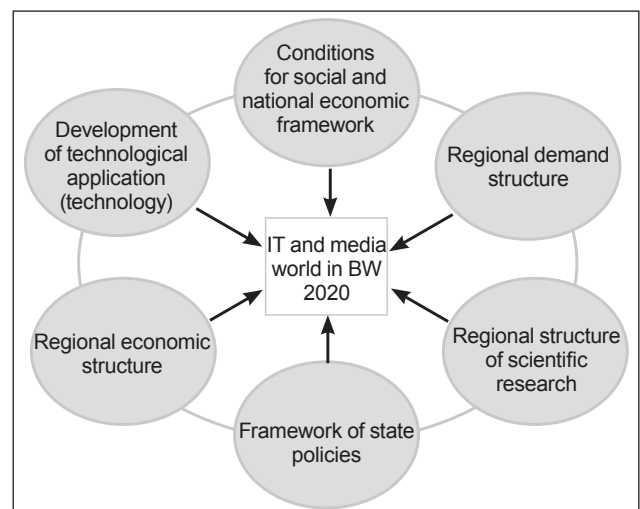 Conditions
for social and
national economic
framework
Development
of technological
application
(technology)
Regional demand
structure
IT and media
world in BW
2020
Regional economic
structure
Regional structure
of scientific
research
Framework of state
policies